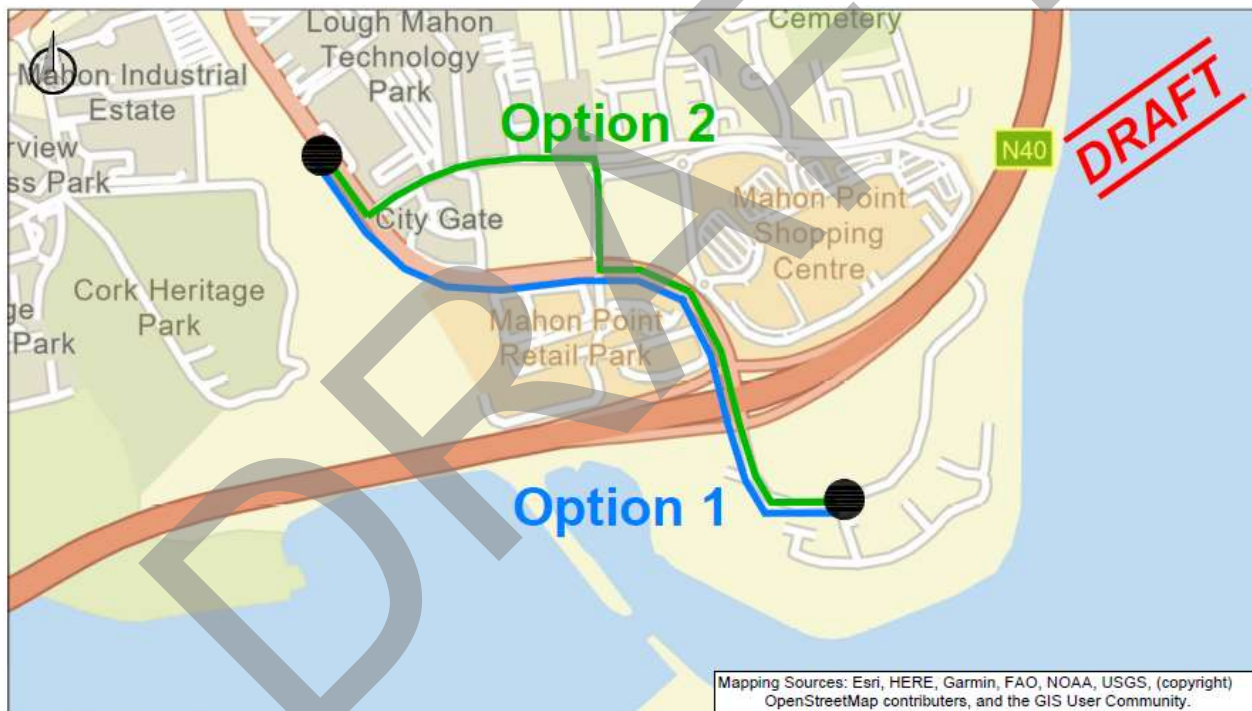 Lough Mahon
Technology
Park
Cemetery
Mahon Industrial
Estate
Option 2
N40
DRAFT
rview
ss Park
City Gate
Mahon Point
Shopping
Centre
Cork Heritage
Park
ge
Park
Mahon Point
Retail Park
Option 1
DRAFT
Mapping Sources: Esri, HERE, Garmin, FAO, NOAA, USGS, (copyright)
OpenStreetMap contributers, and the GIS User Community.